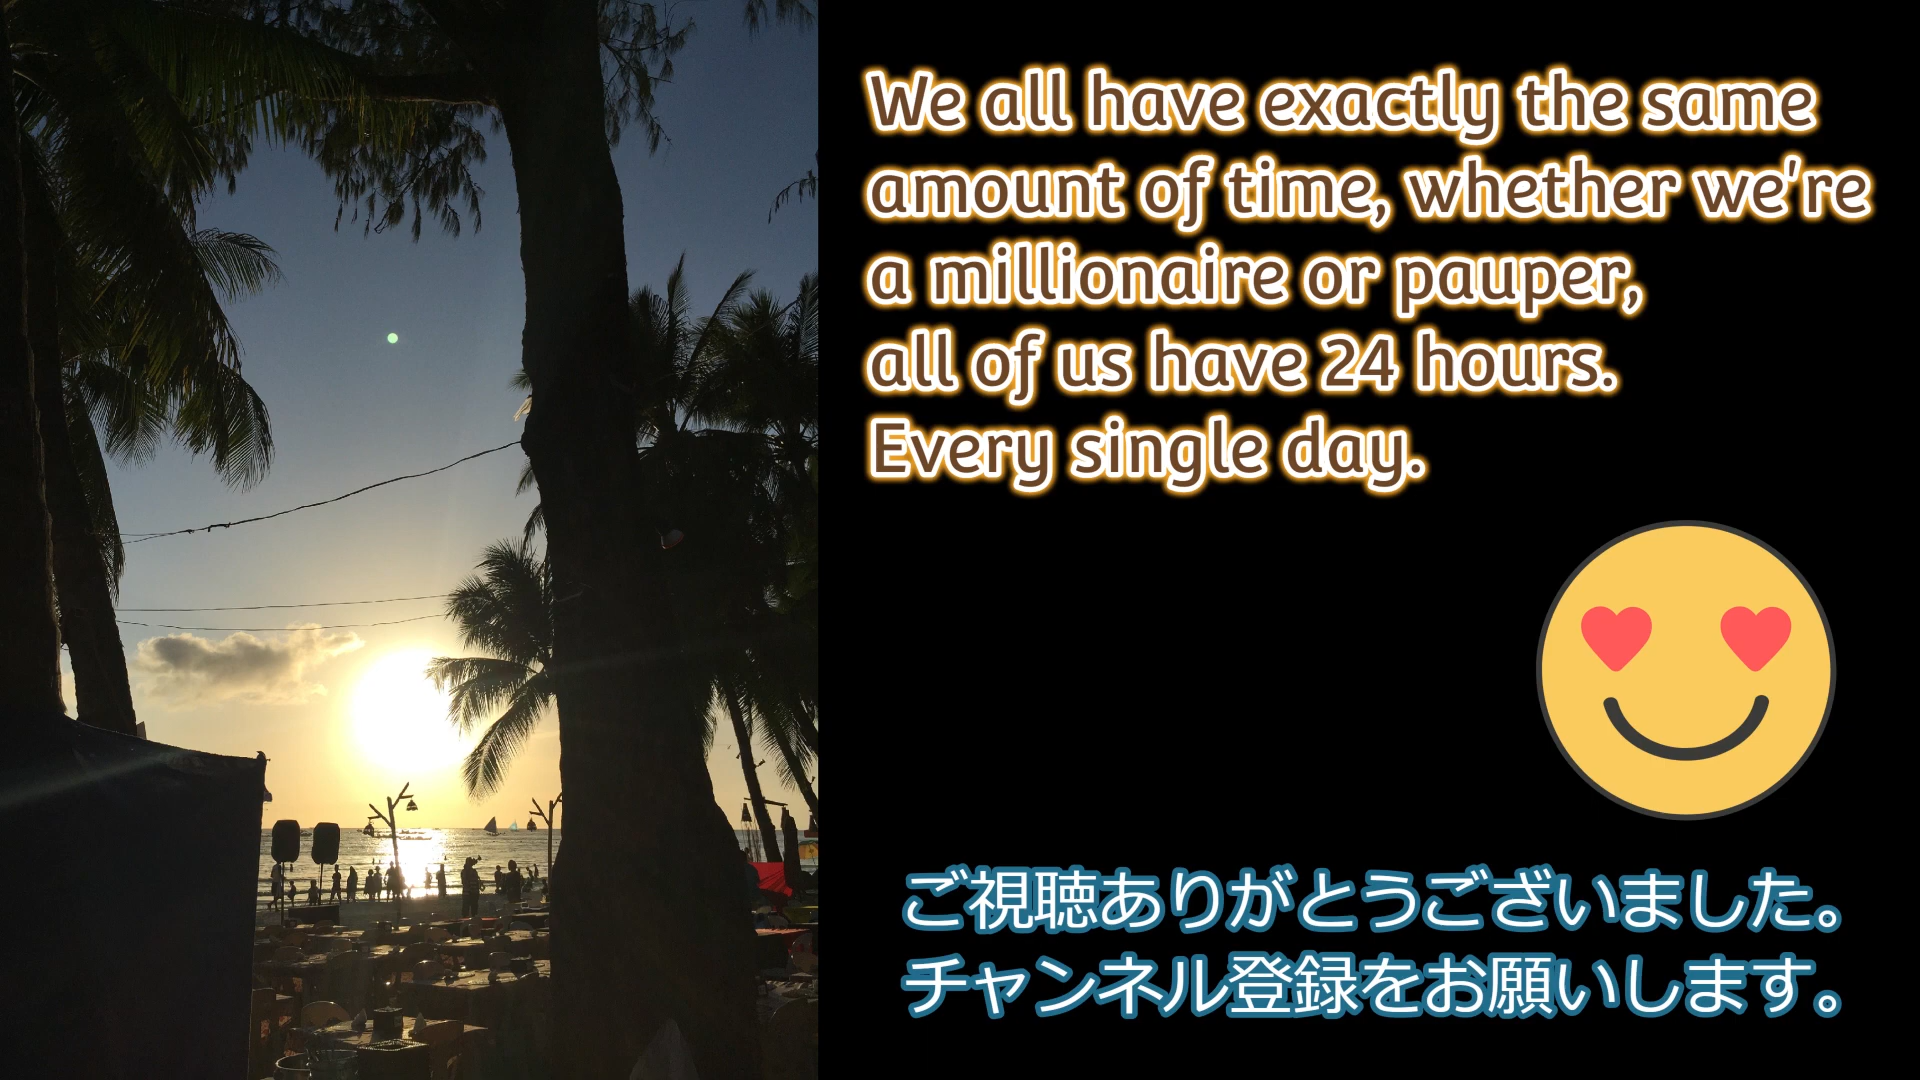 We all have exactly the same
amount of time, whether we're
a millionaire or pauper,
all of us have 24 hours.
Every single day.
ご視聴ありがとうございました。
チャンネル登録をお願いします。